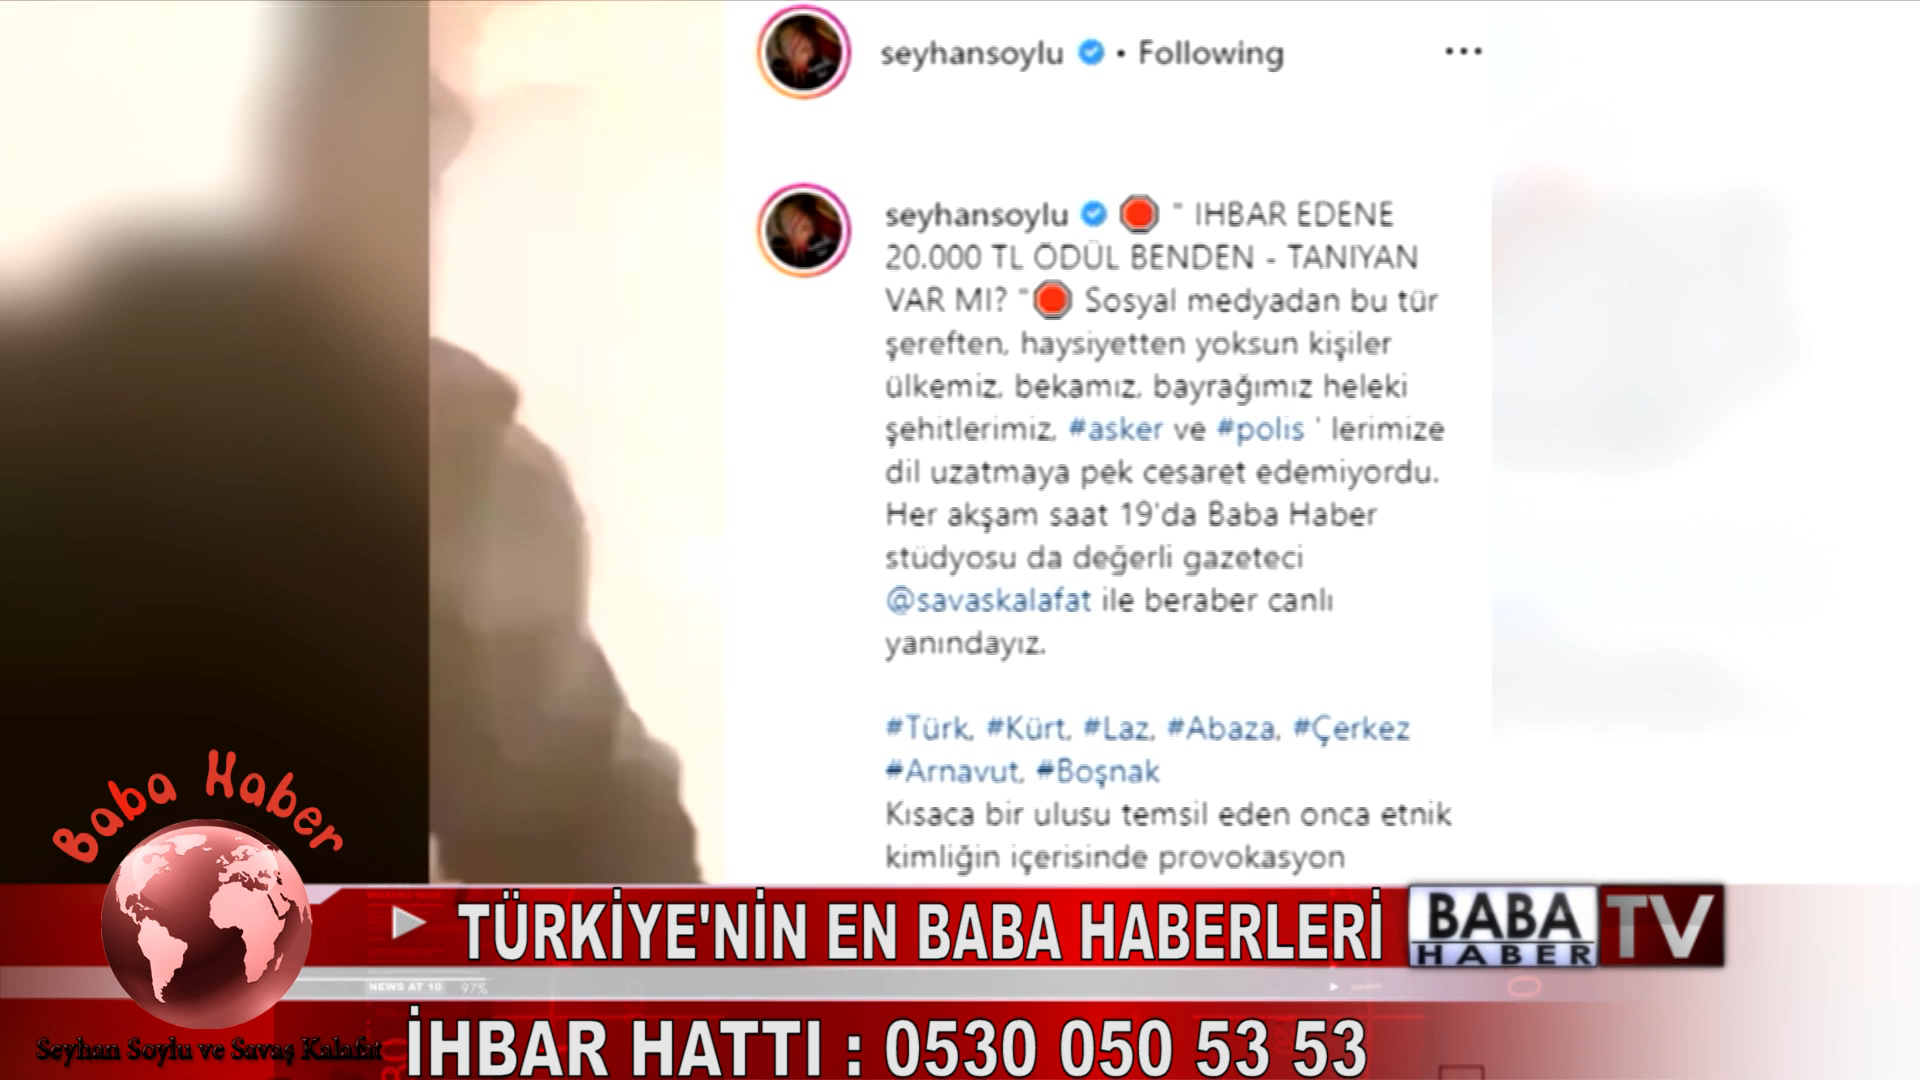 seyhansoylu • Following
seyhansoylu " IHBAR EDENE
20.000 TL ÖDÜL BENDEN - TANIYAN
VAR MI? " Sosyal medyadan bu tür
şereften, haysiyetten yoksun kişiler
ülkemiz, bekamız, bayrağımız heleki
şehitlerimiz, #asker ve #polis ' lerimize
dil uzatmaya pek cesaret edemiyordu.
Her akşam saat 19'da Baba Haber
stüdyosu da değerli gazeteci
@savaskalafat ile beraber canlı
yanındayız.
#Türk, #Kürt, #Laz, #Abaza, #Çerkez
#Arnavut, #Boşnak
Kısaca bir ulusu temsil eden onca etnik
kimliğin içerisinde provokasyon
Baba Haber
TÜRKİYE'NİN EN BABA HABERLERİ
BABA HABER TV
NEWS AT 10 97%
Seyhan Soylu ve Savaş Kalafat
İHBAR HATTI : 0530 050 53 53